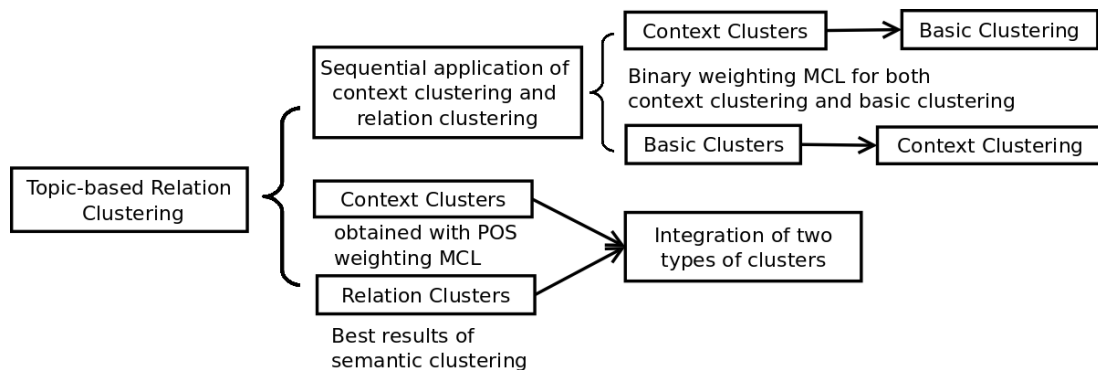 Topic-based Relation
Clustering
Sequential application of
context clustering and
relation clustering
Context Clusters
Basic Clustering
Binary weighting MCL for both
context clustering and basic clustering
Basic Clusters
Context Clustering
Context Clusters
obtained with POS
weighting MCL
Relation Clusters
Best results of
semantic clustering
Integration of two
types of clusters